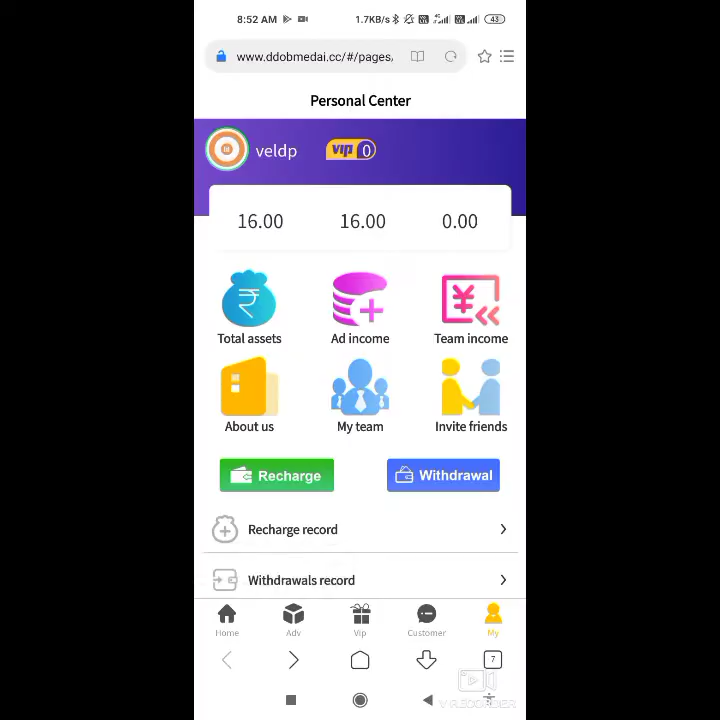 8:52 AM 1.7KB/s 43
www.ddobmedai.cc/#/pages,
Personal Center
veldp vip 0
16.00 16.00 0.00
Total assets Ad income Team income
About us My team Invite friends
Recharge Withdrawal
Recharge record
Withdrawals record
Home Adv Vip Customer My
7